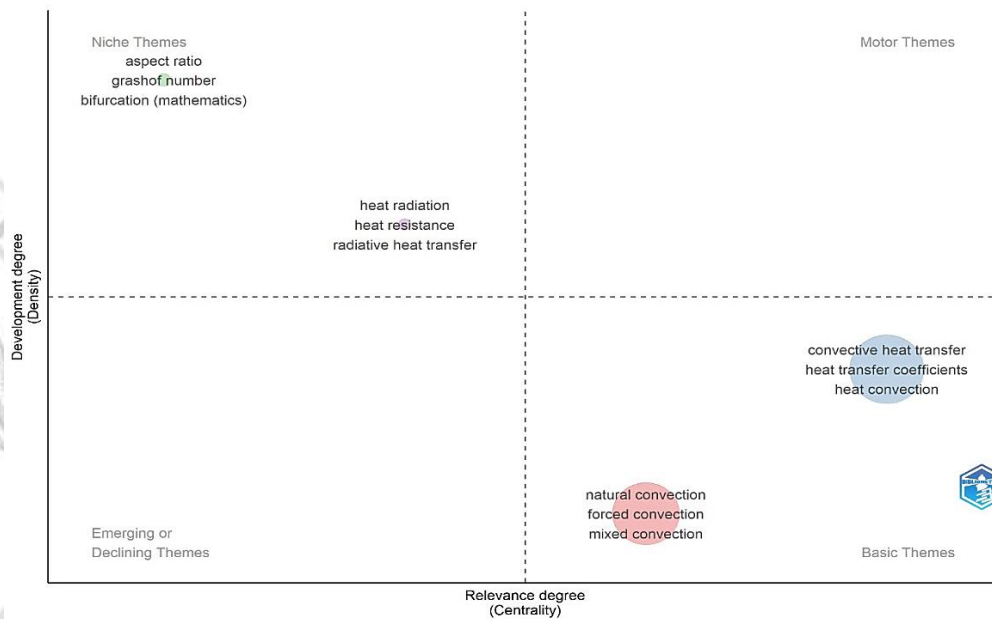 Niche Themes
aspect ratio
grashof number
bifurcation (mathematics)
Motor Themes
heat radiation
heat resistance
radiative heat transfer
Development degree
(Density)
convective heat transfer
heat transfer coefficients
heat convection
natural convection
forced convection
mixed convection
Emerging or
Declining Themes
Basic Themes
Relevance degree
(Centrality)